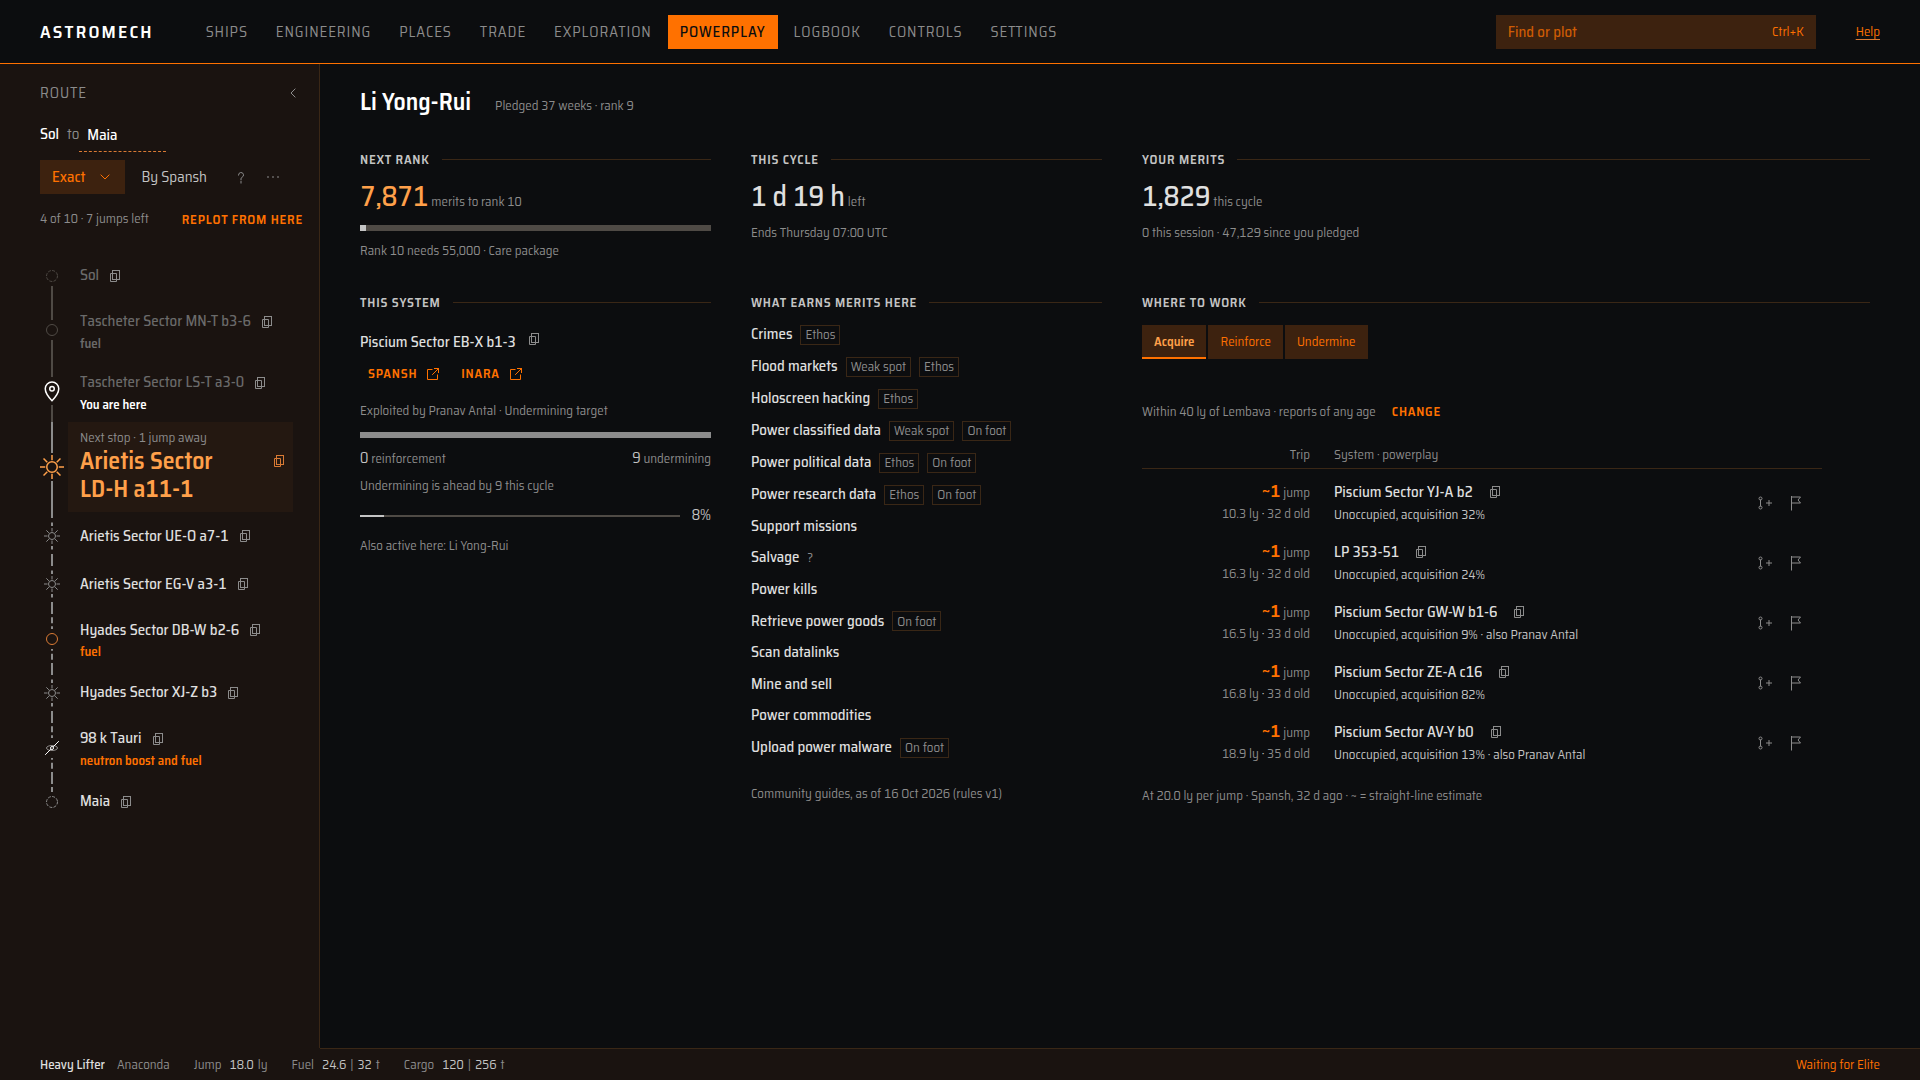 ASTROMECH
SHIPS ENGINEERING PLACES TRADE EXPLORATION POWERPLAY LOGBOOK CONTROLS SETTINGS
Find or plot Ctrl+K
Help
ROUTE
Sol to Maia
Exact By Spansh ? ...
4 of 10 · 7 jumps left REPLOT FROM HERE
Sol
Tascheter Sector MN-T b3-6
fuel
Tascheter Sector LS-T a3-0
You are here
Next stop · 1 jump away
Arietis Sector
LD-H a11-1
Arietis Sector UE-O a7-1
Arietis Sector EG-V a3-1
Hyades Sector DB-W b2-6
fuel
Hyades Sector XJ-Z b3
98 k Tauri
neutron boost and fuel
Maia
Li Yong-Rui Pledged 37 weeks · rank 9
NEXT RANK
7,871 merits to rank 10
Rank 10 needs 55,000 · Care package
THIS CYCLE
1 d 19 h left
Ends Thursday 07:00 UTC
YOUR MERITS
1,829 this cycle
0 this session · 47,129 since you pledged
THIS SYSTEM
Piscium Sector EB-X b1-3
SPANSH INARA
Exploited by Pranav Antal · Undermining target
0 reinforcement 9 undermining
Undermining is ahead by 9 this cycle
8%
Also active here: Li Yong-Rui
WHAT EARNS MERITS HERE
Crimes Ethos
Flood markets Weak spot Ethos
Holoscreen hacking Ethos
Power classified data Weak spot On foot
Power political data Ethos On foot
Power research data Ethos On foot
Support missions
Salvage ?
Power kills
Retrieve power goods On foot
Scan datalinks
Mine and sell
Power commodities
Upload power malware On foot
Community guides, as of 16 Oct 2026 (rules v1)
WHERE TO WORK
Acquire Reinforce Undermine
Within 40 ly of Lembava · reports of any age CHANGE
Trip System · powerplay
~1 jump Piscium Sector YJ-A b2
10.3 ly · 32 d old Unoccupied, acquisition 32%
~1 jump LP 353-51
16.3 ly · 32 d old Unoccupied, acquisition 24%
~1 jump Piscium Sector GW-W b1-6
16.5 ly · 33 d old Unoccupied, acquisition 9% · also Pranav Antal
~1 jump Piscium Sector ZE-A c16
16.8 ly · 33 d old Unoccupied, acquisition 82%
~1 jump Piscium Sector AV-Y b0
18.9 ly · 35 d old Unoccupied, acquisition 13% · also Pranav Antal
At 20.0 ly per jump · Spansh, 32 d ago · ~ = straight-line estimate
Heavy Lifter Anaconda Jump 18.0 ly Fuel 24.6 | 32 t Cargo 120 | 256 t
Waiting for Elite